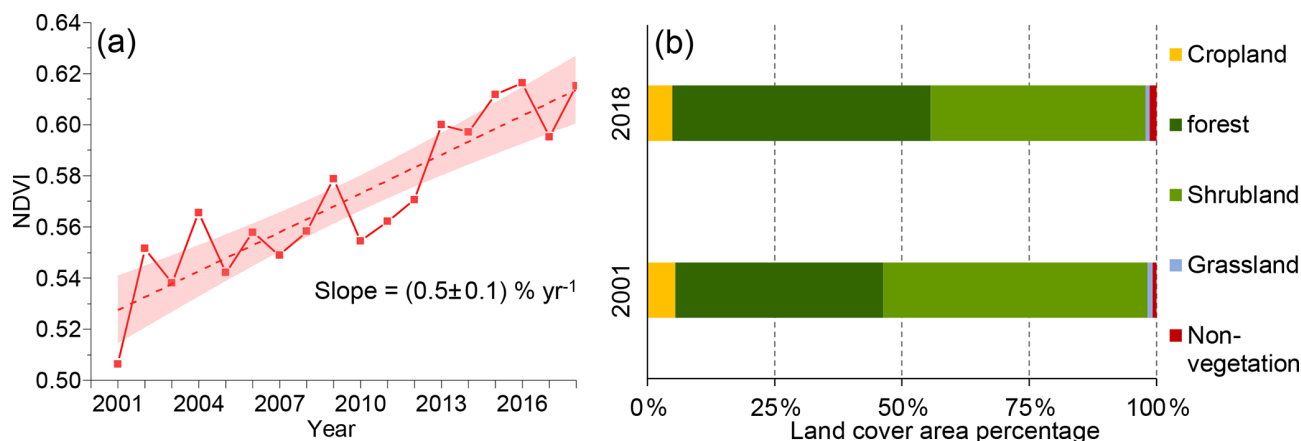 (a)
0.64
0.62
0.60
0.58
0.56
0.54
0.52
0.50
NDVI
Slope = (0.5±0.1) % yr⁻¹
2001 2004 2007 2010 2013 2016
Year
(b)
2018
2001
0% 25% 50% 75% 100%
Land cover area percentage
Cropland
forest
Shrubland
Grassland
Non-
vegetation